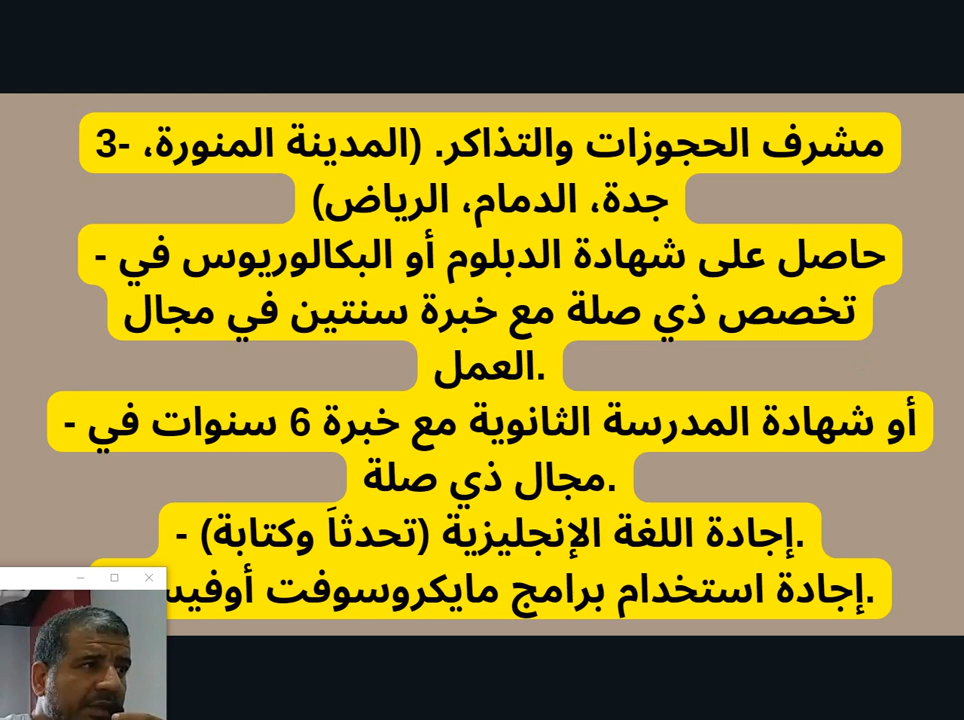 3- مشرف الحجوزات والتذاكر. (المدينة المنورة،
جدة، الدمام، الرياض)
- حاصل على شهادة الدبلوم أو البكالوريوس في
تخصص ذي صلة مع خبرة سنتين في مجال
العمل.
- أو شهادة المدرسة الثانوية مع خبرة 6 سنوات في
مجال ذي صلة.
- إجادة اللغة الإنجليزية (تحدثاَ وكتابة).
إجادة استخدام برامج مايكروسوفت